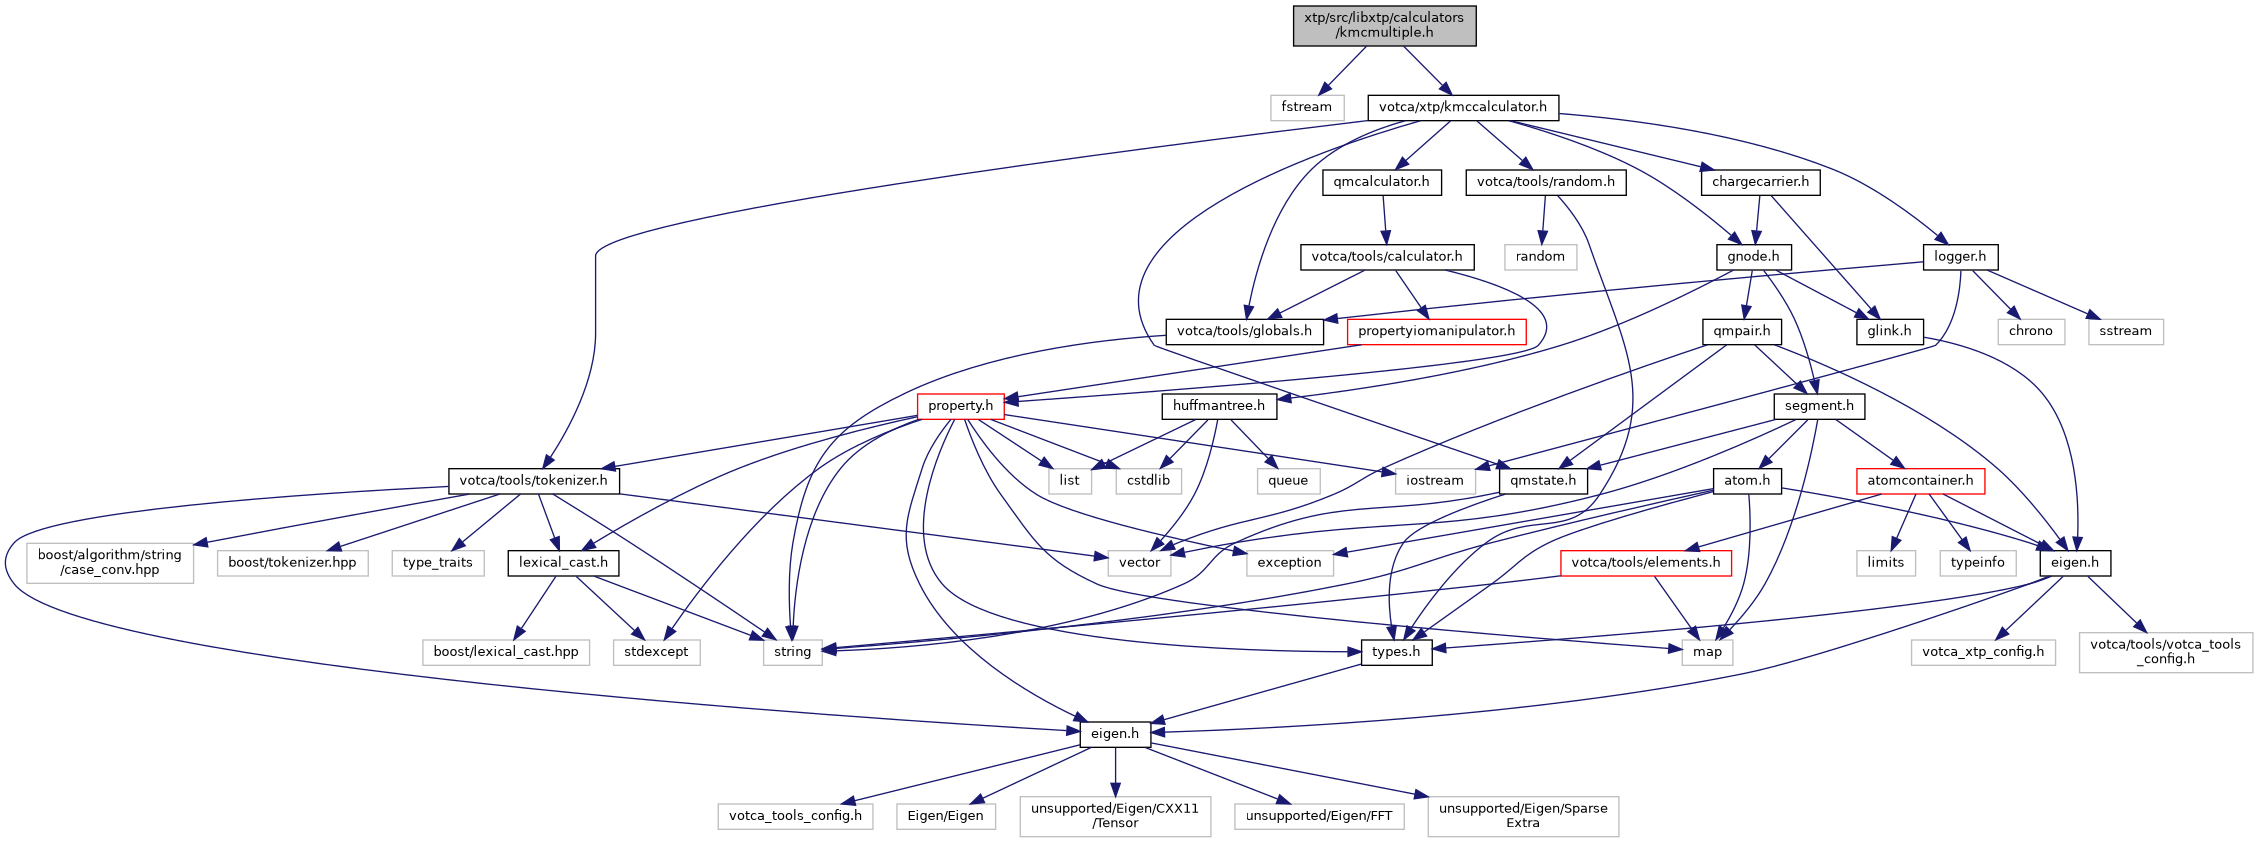 xtp/src/libxtp/calculators
/kmcmultiple.h
fstream
votca/xtp/kmccalculator.h
qmcalculator.h
votca/tools/random.h
chargecarrier.h
votca/tools/calculator.h
random
gnode.h
logger.h
votca/tools/globals.h
propertyiomanipulator.h
qmpair.h
glink.h
chrono
sstream
property.h
huffmantree.h
segment.h
votca/tools/tokenizer.h
list
cstdlib
queue
iostream
qmstate.h
atom.h
atomcontainer.h
boost/algorithm/string
/case_conv.hpp
boost/tokenizer.hpp
type_traits
lexical_cast.h
vector
exception
votca/tools/elements.h
limits
typeinfo
eigen.h
boost/lexical_cast.hpp
stdexcept
string
types.h
map
votca_xtp_config.h
votca/tools/votca_tools
_config.h
eigen.h
votca_tools_config.h
Eigen/Eigen
unsupported/Eigen/CXX11
/Tensor
unsupported/Eigen/FFT
unsupported/Eigen/Sparse
Extra